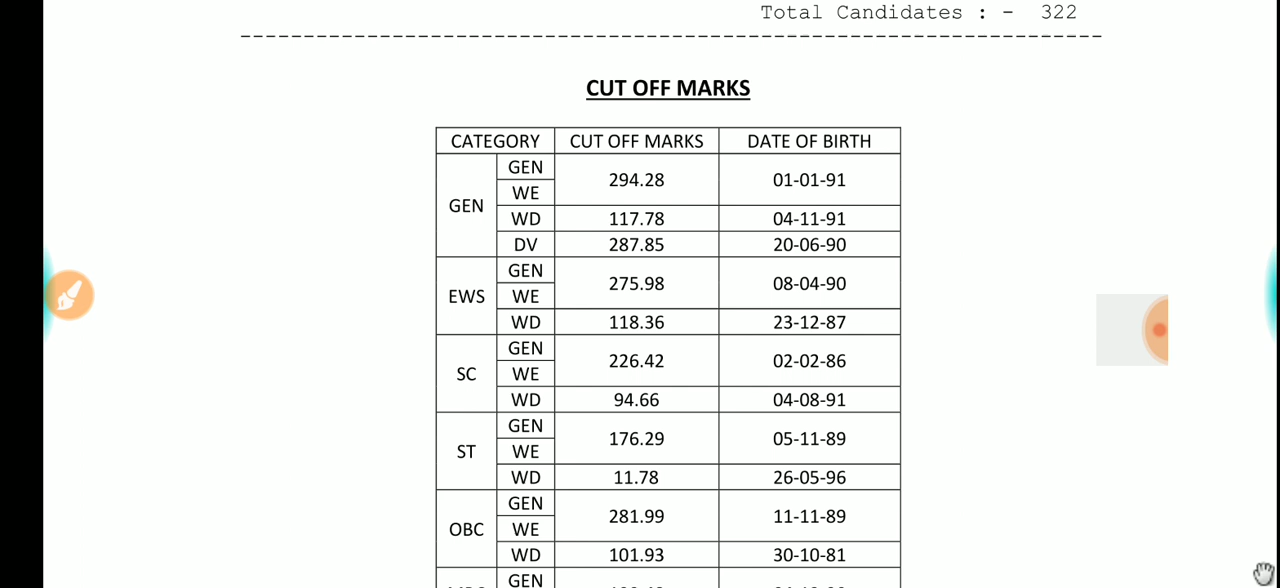 Total Candidates : - 322
--------------------------------------------------------------------
CUT OFF MARKS
CATEGORY CUT OFF MARKS DATE OF BIRTH
GEN GEN 294.28 01-01-91
WE
WD 117.78 04-11-91
DV 287.85 20-06-90
EWS GEN 275.98 08-04-90
WE
WD 118.36 23-12-87
SC GEN 226.42 02-02-86
WE
WD 94.66 04-08-91
ST GEN 176.29 05-11-89
WE
WD 11.78 26-05-96
OBC GEN 281.99 11-11-89
WE
WD 101.93 30-10-81
GEN